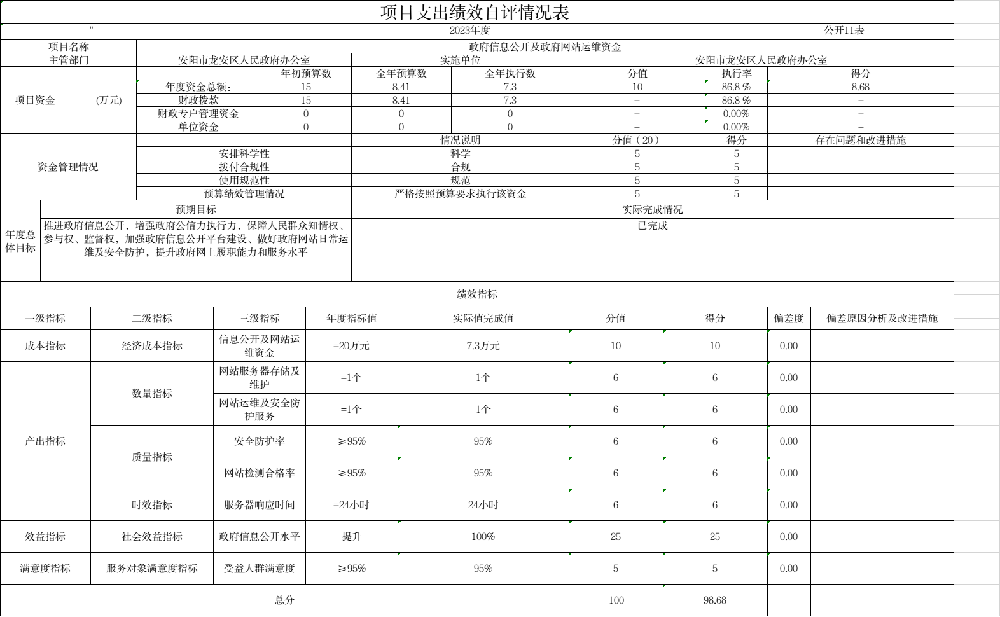 项目支出绩效自评情况表
" 2023年度 公开11表
项目名称 政府信息公开及政府网站运维资金
主管部门 安阳市龙安区人民政府办公室 实施单位 安阳市龙安区人民政府办公室
项目资金 (万元) 年初预算数 全年预算数 全年执行数 分值 执行率 得分
年度资金总额： 15 8.41 7.3 10 86.8 % 8.68
财政拨款 15 8.41 7.3 － 86.8 % －
财政专户管理资金 0 0 0 － 0.00% －
单位资金 0 0 0 － 0.00% －
资金管理情况 情况说明 分值（20） 得分 存在问题和改进措施
安排科学性 科学 5 5
拨付合规性 合规 5 5
使用规范性 规范 5 5
预算绩效管理情况 严格按照预算要求执行该资金 5 5
年度总
体目标
预期目标 实际完成情况
推进政府信息公开，增强政府公信力执行力，保障人民群众知情权、
参与权、监督权，加强政府信息公开平台建设、做好政府网站日常运
维及安全防护，提升政府网上履职能力和服务水平
已完成
绩效指标
一级指标 二级指标 三级指标 年度指标值 实际值完成值 分值 得分 偏差度 偏差原因分析及改进措施
成本指标 经济成本指标 信息公开及网站运
维资金 =20万元 7.3万元 10 10 0.00
产出指标 数量指标 网站服务器存储及
维护 =1个 1个 6 6 0.00
网站运维及安全防
护服务 =1个 1个 6 6 0.00
质量指标 安全防护率 ≥95% 95% 6 6 0.00
网站检测合格率 ≥95% 95% 6 6 0.00
时效指标 服务器响应时间 =24小时 24小时 6 6 0.00
效益指标 社会效益指标 政府信息公开水平 提升 100% 25 25 0.00
满意度指标 服务对象满意度指标 受益人群满意度 ≥95% 95% 5 5 0.00
总分 100 98.68